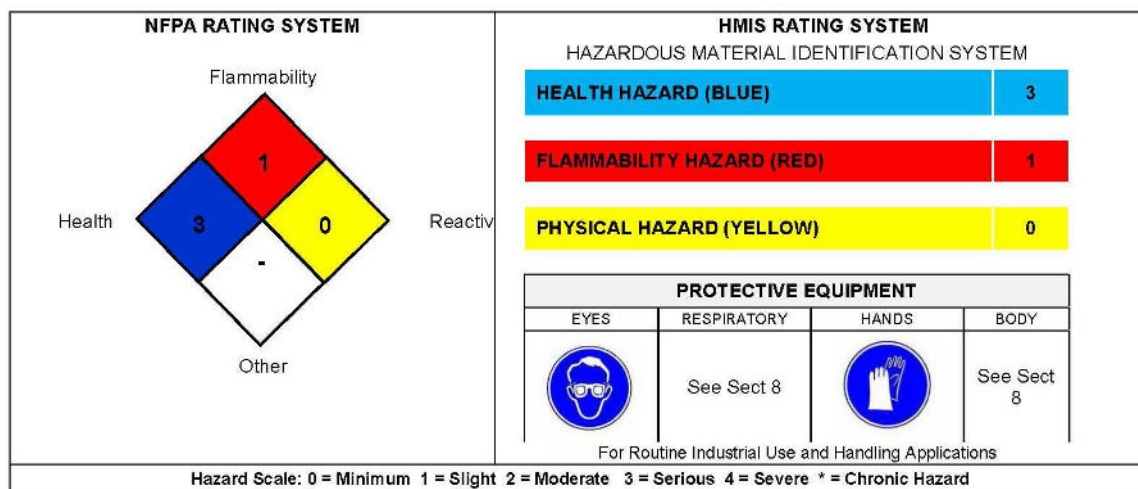 NFPA RATING SYSTEM
Flammability
1
Health
3
0
Reactiv
-
Other
HMIS RATING SYSTEM
HAZARDOUS MATERIAL IDENTIFICATION SYSTEM
HEALTH HAZARD (BLUE) 3
FLAMMABILITY HAZARD (RED) 1
PHYSICAL HAZARD (YELLOW) 0
PROTECTIVE EQUIPMENT
EYES RESPIRATORY HANDS BODY
See Sect 8
See Sect
8
For Routine Industrial Use and Handling Applications
Hazard Scale: 0 = Minimum 1 = Slight 2 = Moderate 3 = Serious 4 = Severe * = Chronic Hazard